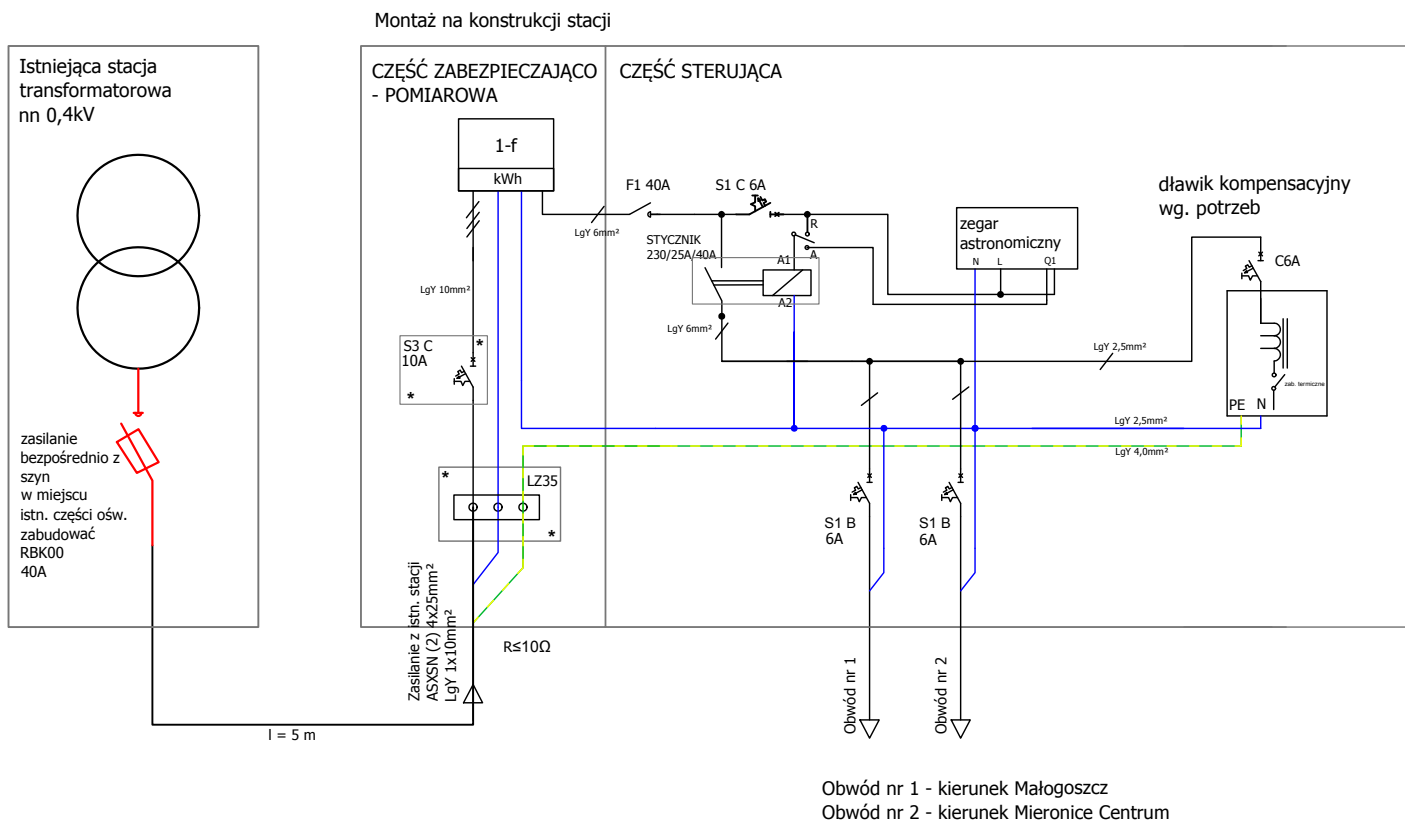 Montaż na konstrukcji stacji
Istniejąca stacja
transformatorowa
nn 0,4kV
zasilanie
bezpośrednio z
szyn
w miejscu
istn. części ośw.
zabudować
RBK00
40A
l = 5 m
CZĘŚĆ ZABEZPIECZAJĄCO
- POMIAROWA
1-f
kWh
LgY 10mm²
S3 C
10A
*
*
*
LZ35
*
Zasilanie z istn. stacji
ASXSN (2) 4x25mm²
LgY 1x10mm²
R≤10Ω
CZĘŚĆ STERUJĄCA
F1 40A
S1 C 6A
LgY 6mm²
STYCZNIK
230/25A/40A
R
A
A1
A2
LgY 6mm²
zegar
astronomiczny
N L Q1
dławik kompensacyjny
wg. potrzeb
C6A
LgY 2,5mm²
zab. termiczne
PE N
LgY 2,5mm²
LgY 4,0mm²
S1 B
6A
S1 B
6A
Obwód nr 1
Obwód nr 2
Obwód nr 1 - kierunek Małogoszcz
Obwód nr 2 - kierunek Mieronice Centrum